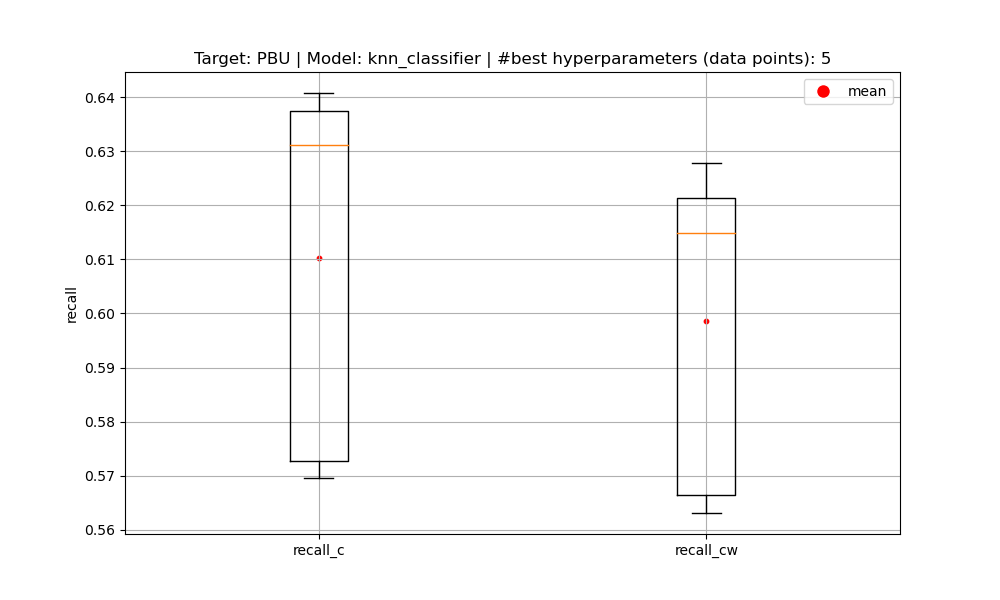 Target: PBU | Model: knn_classifier | #best hyperparameters (data points): 5
mean
recall
0.64
0.63
0.62
0.61
0.60
0.59
0.58
0.57
0.56
recall_c
recall_cw